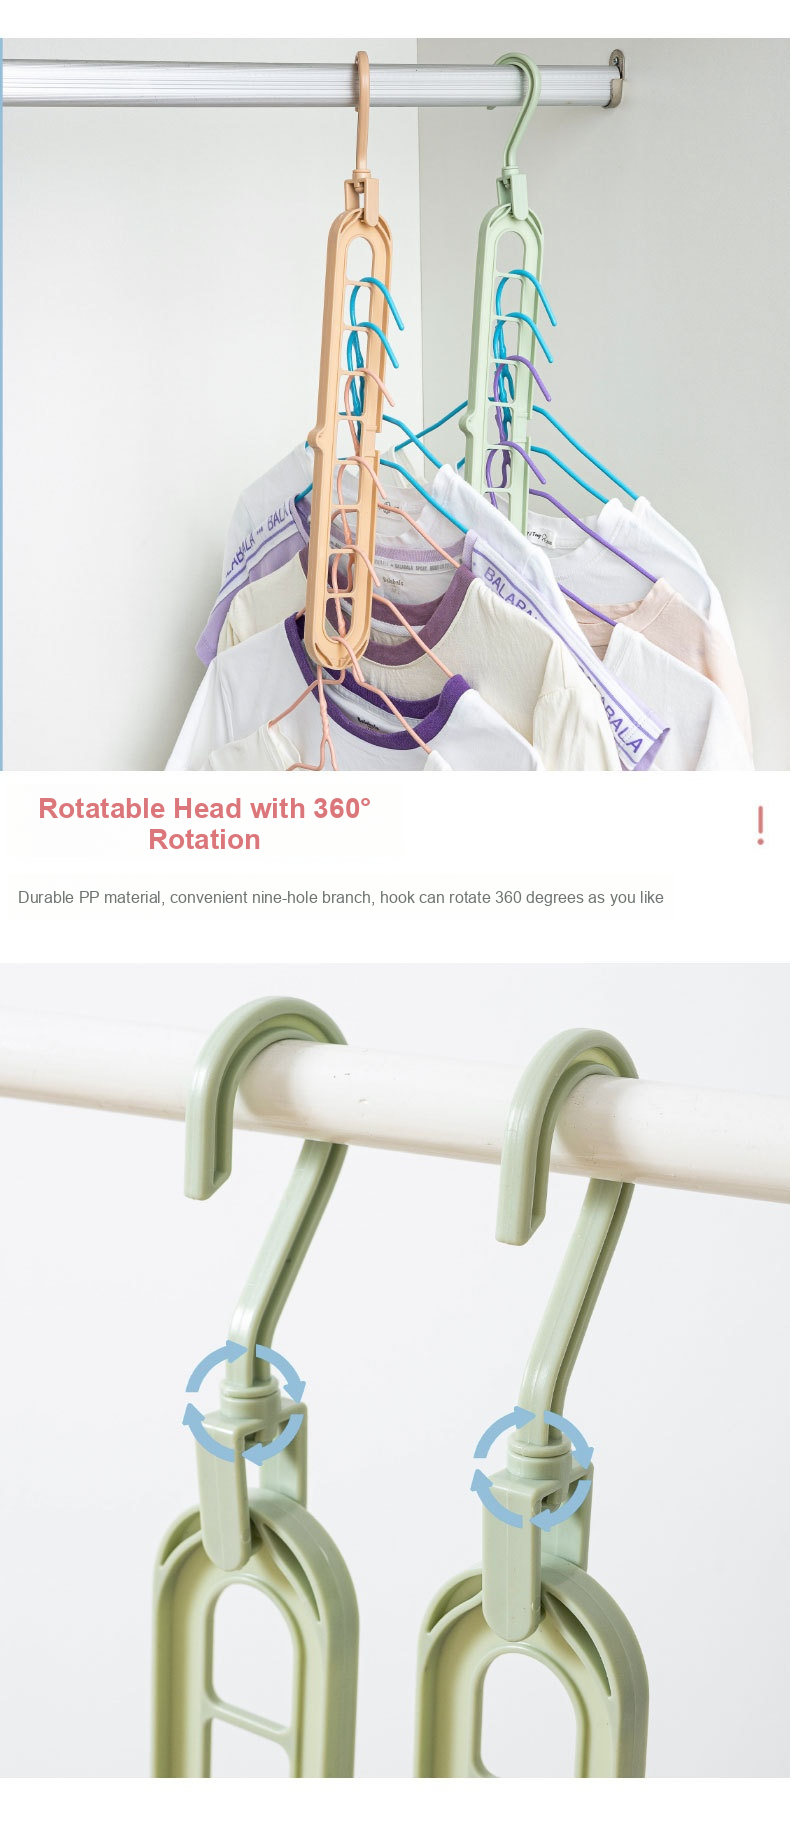 BALABALA
BALABALA
Rotatable Head with 360°
Rotation
Durable PP material, convenient nine-hole branch, hook can rotate 360 degrees as you like